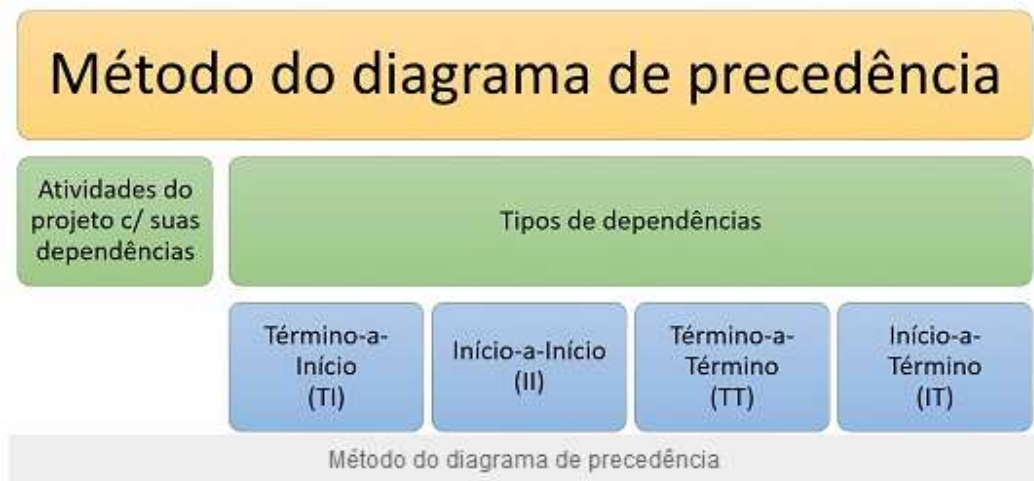 Método do diagrama de precedência
Atividades do
projeto c/ suas
dependências
Tipos de dependências
Término-a-
Início
(TI)
Início-a-Início
(II)
Término-a-
Término
(TT)
Início-a-
Término
(IT)
Método do diagrama de precedência